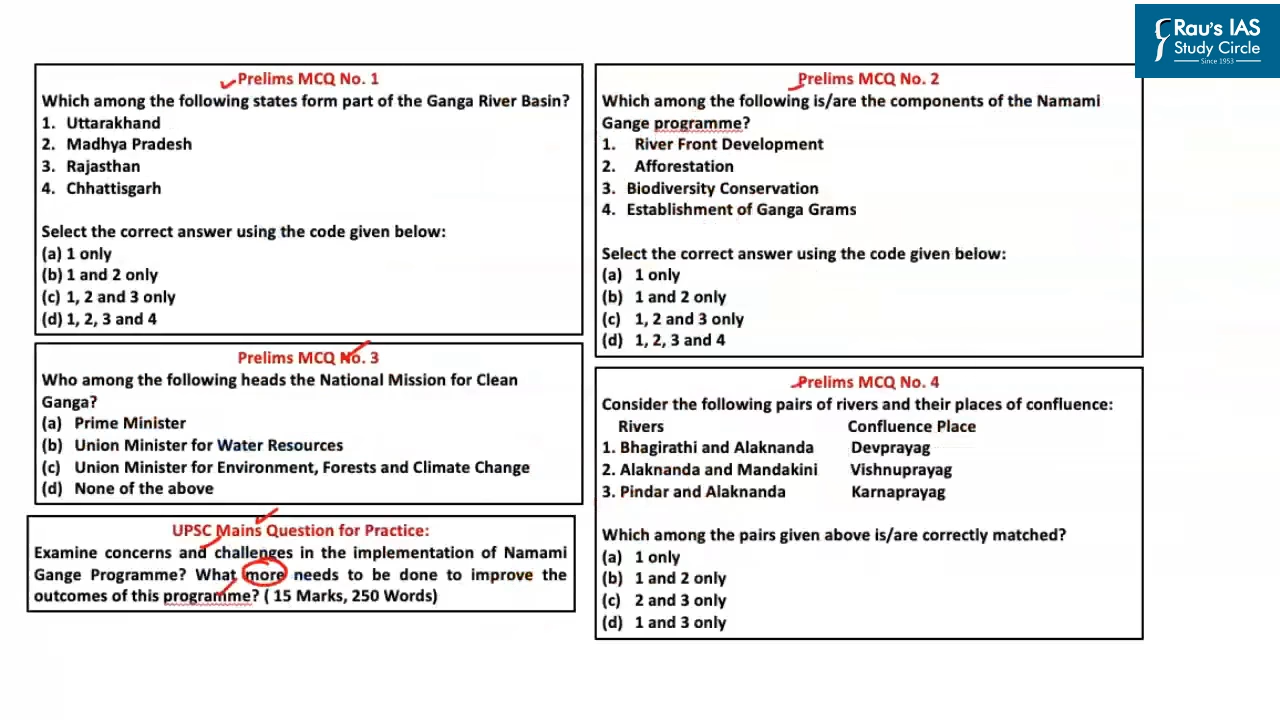 Rau's IAS
Study Circle
Since 1953
Prelims MCQ No. 1
Which among the following states form part of the Ganga River Basin?
1. Uttarakhand
2. Madhya Pradesh
3. Rajasthan
4. Chhattisgarh
Select the correct answer using the code given below:
(a) 1 only
(b) 1 and 2 only
(c) 1, 2 and 3 only
(d) 1, 2, 3 and 4
Prelims MCQ No. 2
Which among the following is/are the components of the Namami
Gange programme?
1. River Front Development
2. Afforestation
3. Biodiversity Conservation
4. Establishment of Ganga Grams
Select the correct answer using the code given below:
(a) 1 only
(b) 1 and 2 only
(c) 1, 2 and 3 only
(d) 1, 2, 3 and 4
Prelims MCQ No. 3
Who among the following heads the National Mission for Clean
Ganga?
(a) Prime Minister
(b) Union Minister for Water Resources
(c) Union Minister for Environment, Forests and Climate Change
(d) None of the above
Prelims MCQ No. 4
Consider the following pairs of rivers and their places of confluence:
Rivers Confluence Place
1. Bhagirathi and Alaknanda Devprayag
2. Alaknanda and Mandakini Vishnuprayag
3. Pindar and Alaknanda Karnaprayag
Which among the pairs given above is/are correctly matched?
(a) 1 only
(b) 1 and 2 only
(c) 2 and 3 only
(d) 1 and 3 only
UPSC Mains Question for Practice:
Examine concerns and challenges in the implementation of Namami
Gange Programme? What more needs to be done to improve the
outcomes of this programme? ( 15 Marks, 250 Words)